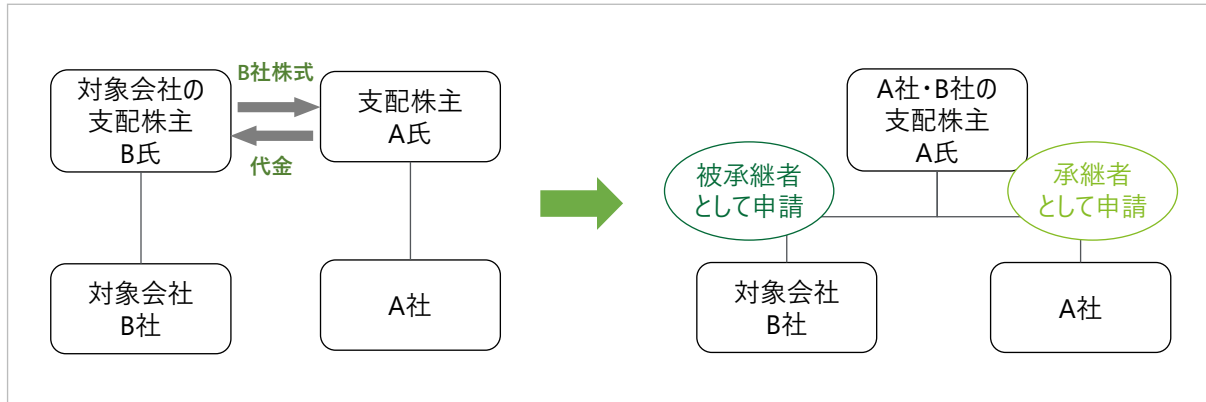 対象会社の
支配株主
B氏
B社株式
代金
支配株主
A氏
対象会社
B社
A社
A社・B社の
支配株主
A氏
被承継者
として申請
承継者
として申請
対象会社
B社
A社